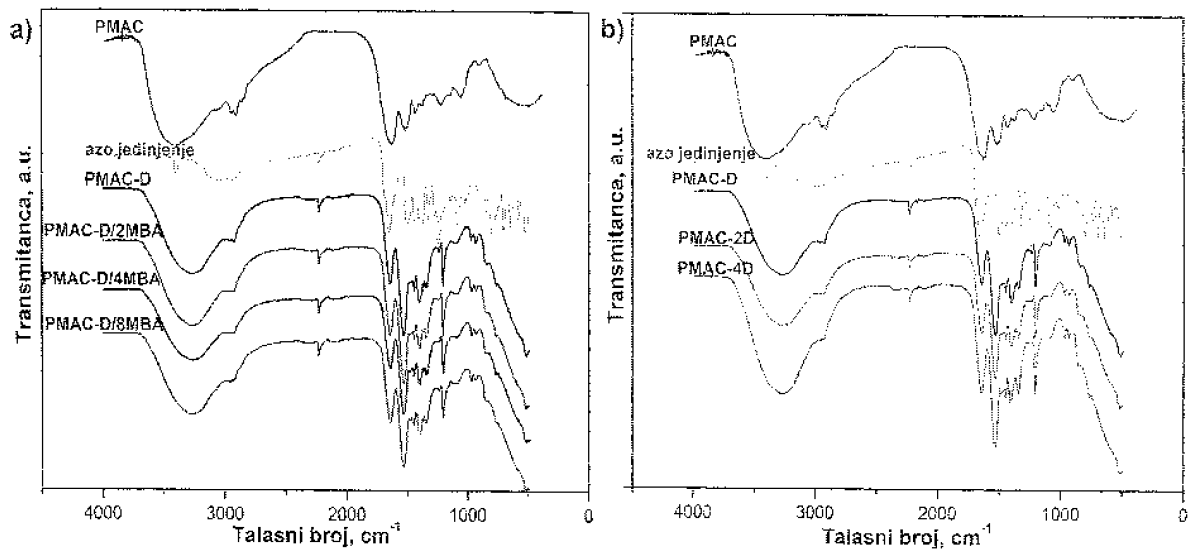 a)
PMAC
azo jedinjenje
PMAC-D
PMAC-D/2MBA
PMAC-D/4MBA
PMAC-D/8MBA
Transmitanca, a.u.
4000 3000 2000 1000 0
Talasni broj, cm⁻¹
b)
PMAC
azo jedinjenje
PMAC-D
PMAC-2D
PMAC-4D
Transmitanca, a.u.
4000 3000 2000 1000 0
Talasni broj, cm⁻¹